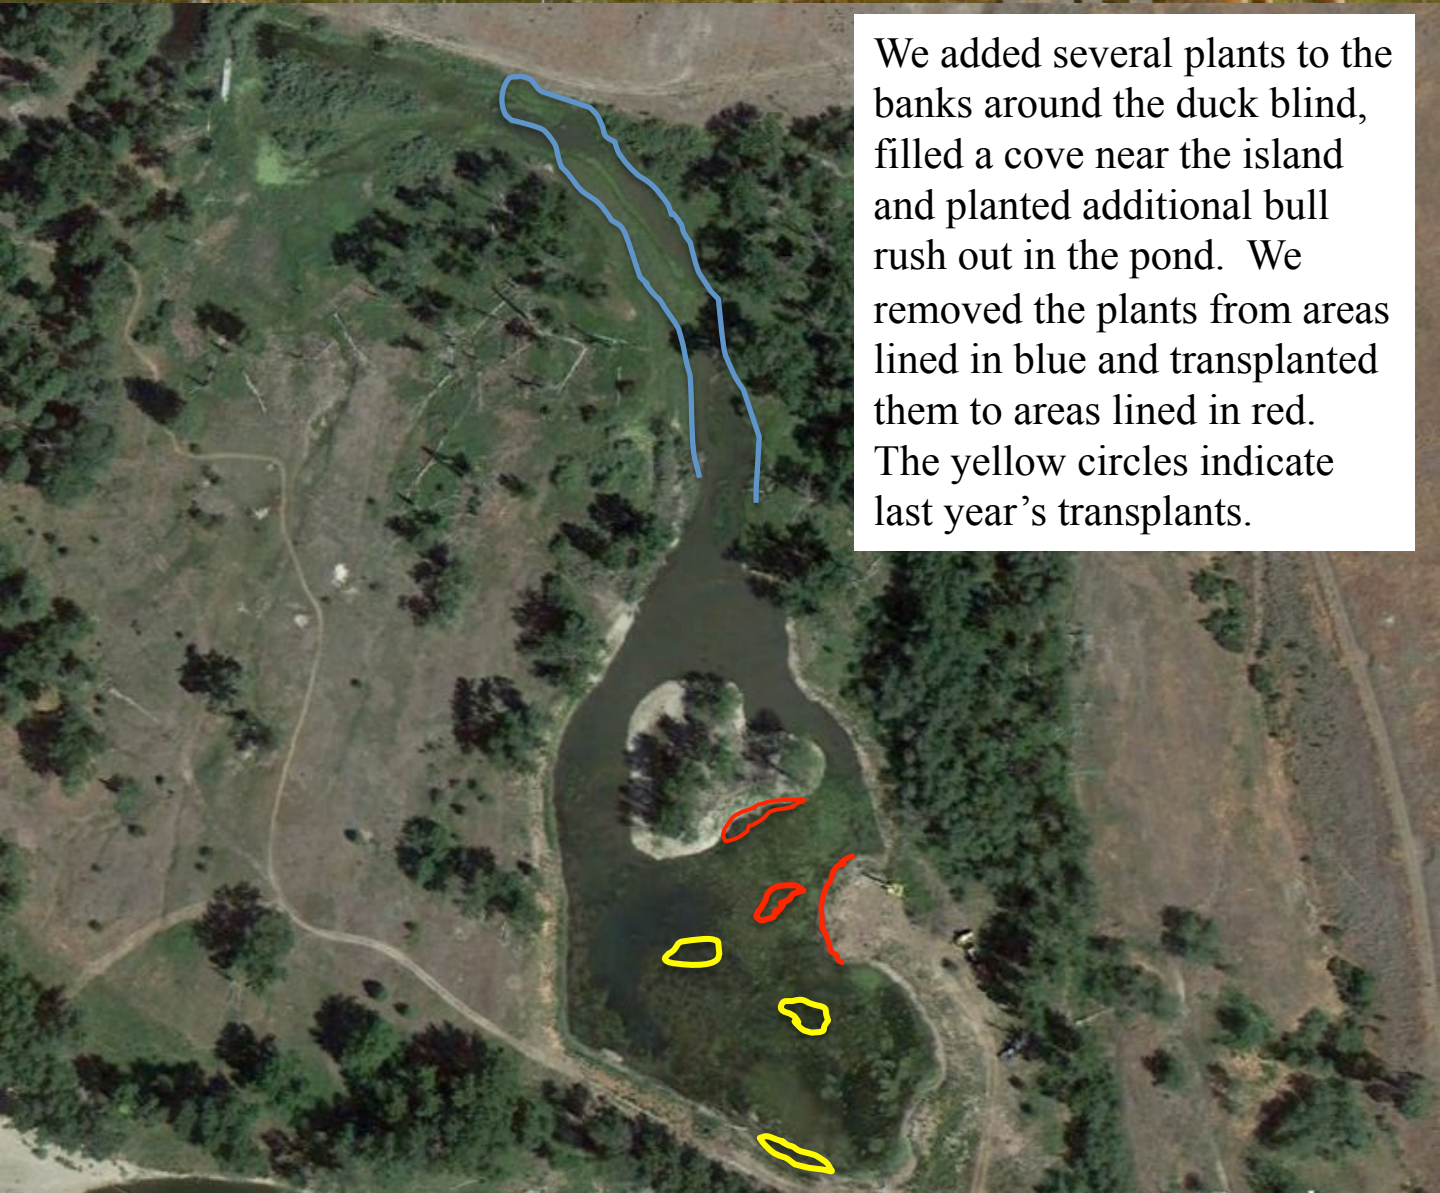 We added several plants to the
banks around the duck blind,
filled a cove near the island
and planted additional bull
rush out in the pond.  We
removed the plants from areas
lined in blue and transplanted
them to areas lined in red.
The yellow circles indicate
last year’s transplants.